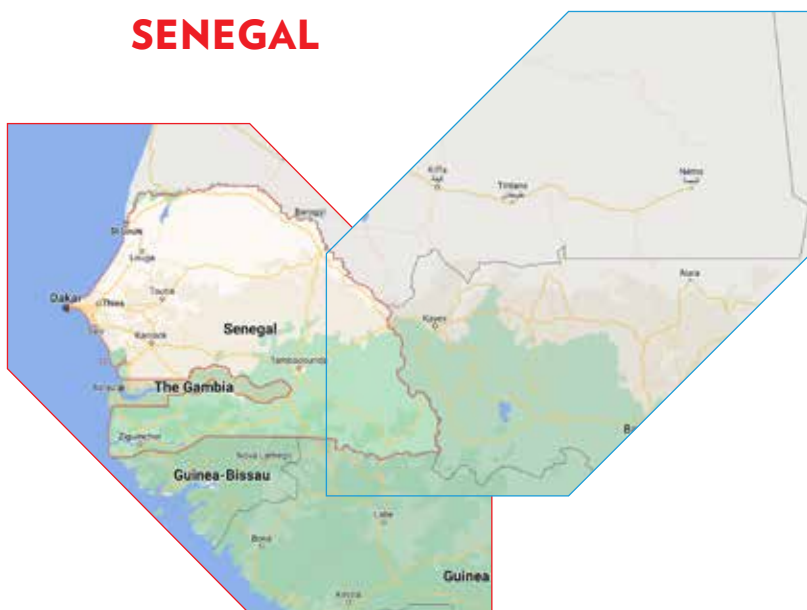 SENEGAL
Kiffa
Tintane
Néma
St Louis
Louga
Nara
Dakar
Thies
Touba
Kayes
Senegal
Kaolack
Tambacounda
The Gambia
Ziguinchor
Guinea-Bissau
Labe
Boke
Guinea
Kindia